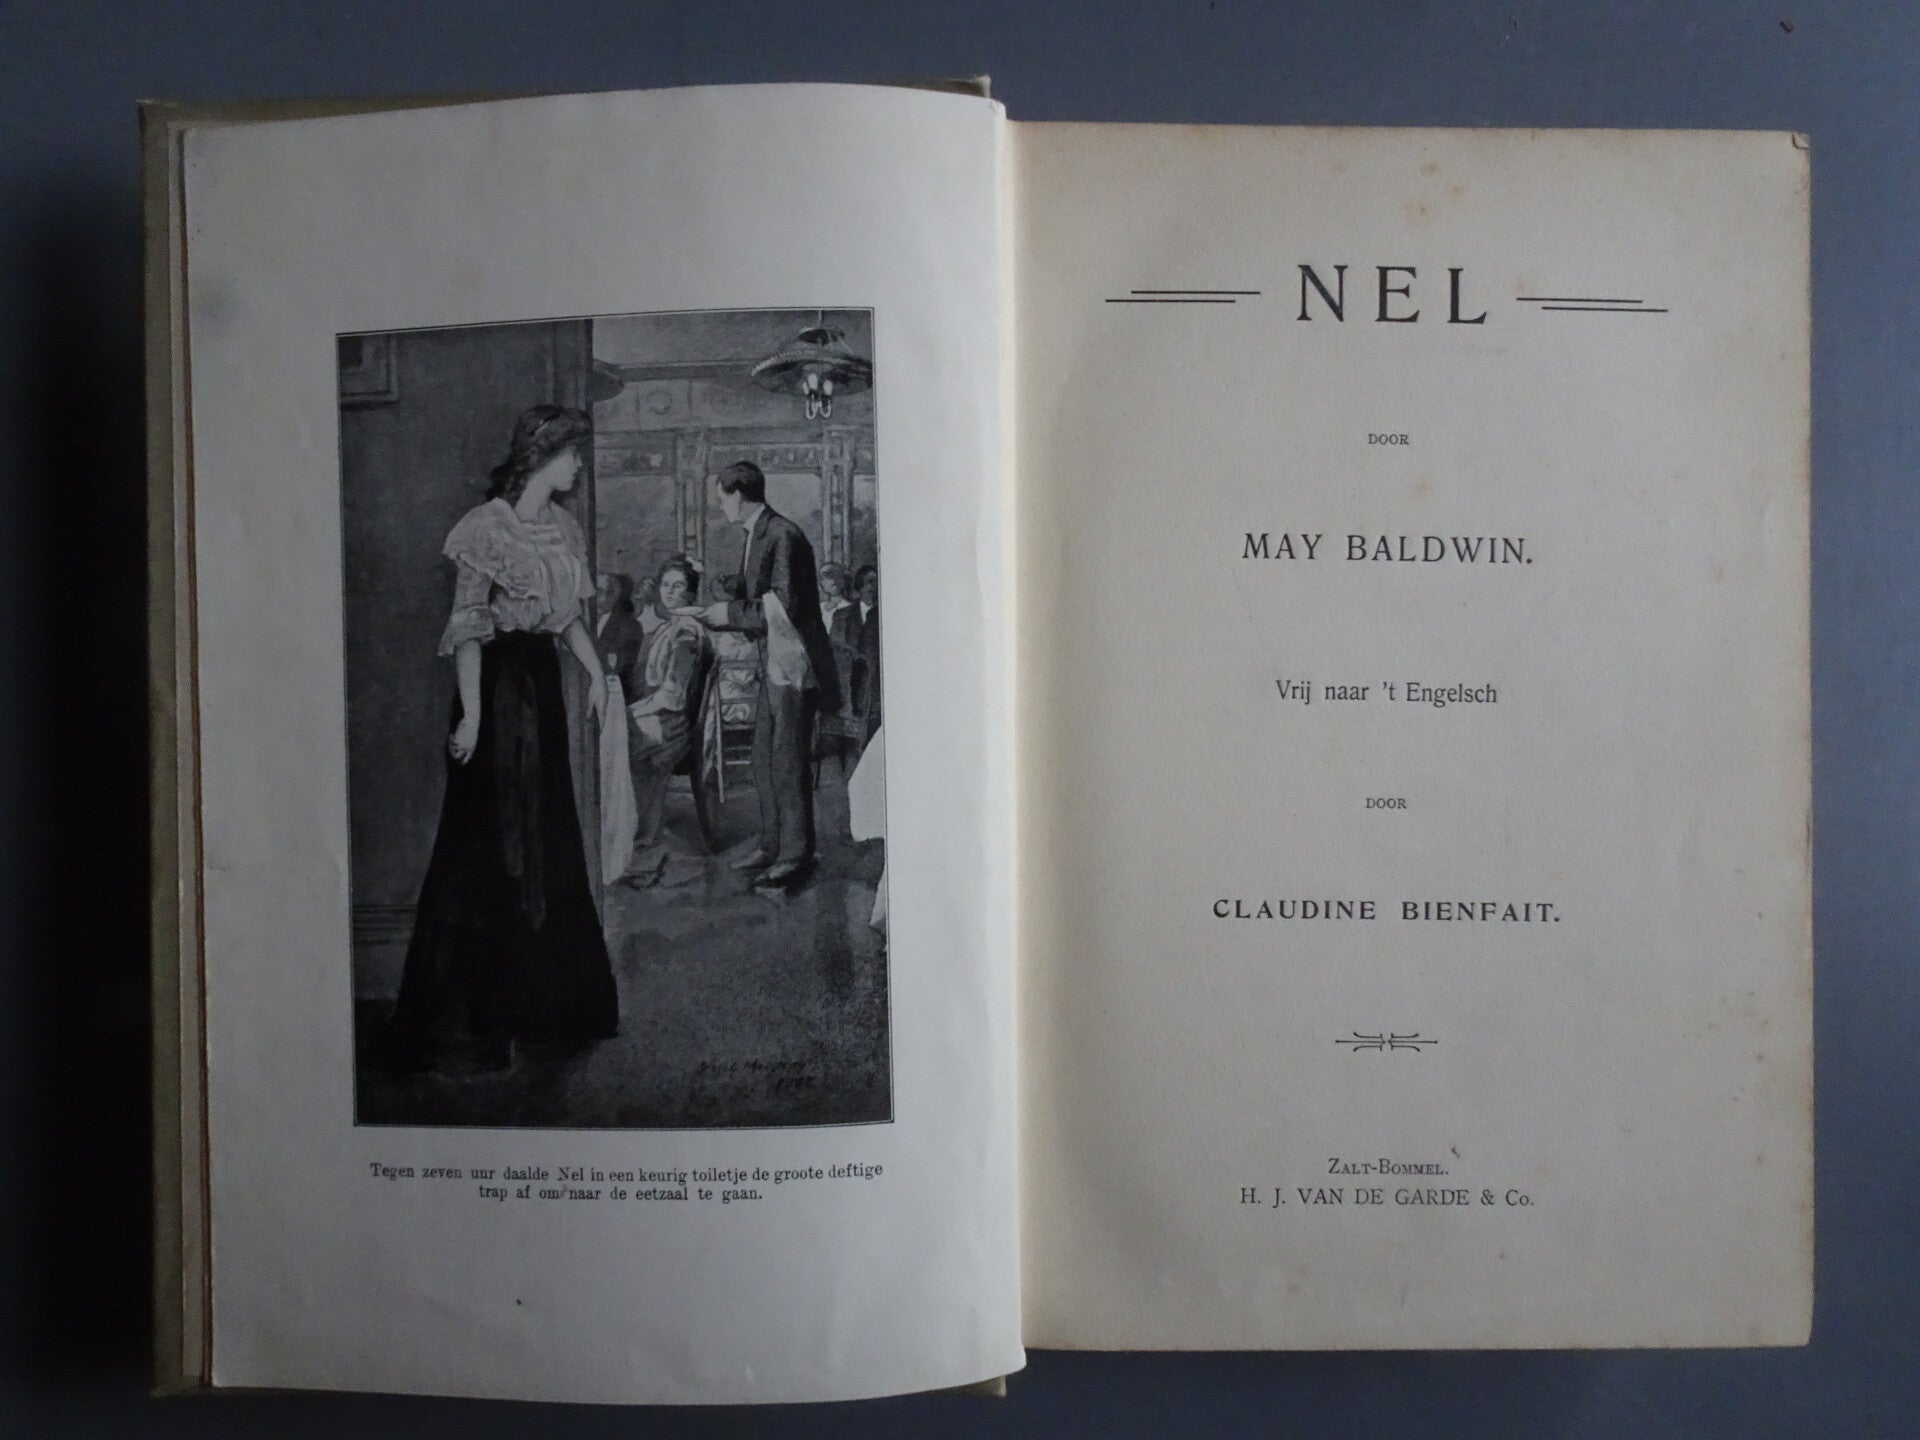 Tegen zeven uur daalde Nel in een keurig toiletje de groote deftige
trap af om naar de eetzaal te gaan.
NEL
DOOR
MAY BALDWIN.
Vrij naar 't Engelsch
DOOR
CLAUDINE BIENFAIT.
ZALT-BOMMEL.
H. J. VAN DE GARDE & Co.